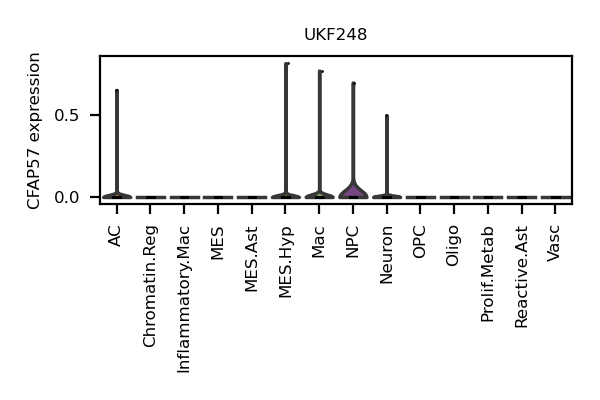 UKF248
CFAP57 expression
0.5
0.0
AC
Chromatin.Reg
Inflammatory.Mac
MES
MES.Ast
MES.Hyp
Mac
NPC
Neuron
OPC
Oligo
Prolif.Metab
Reactive.Ast
Vasc